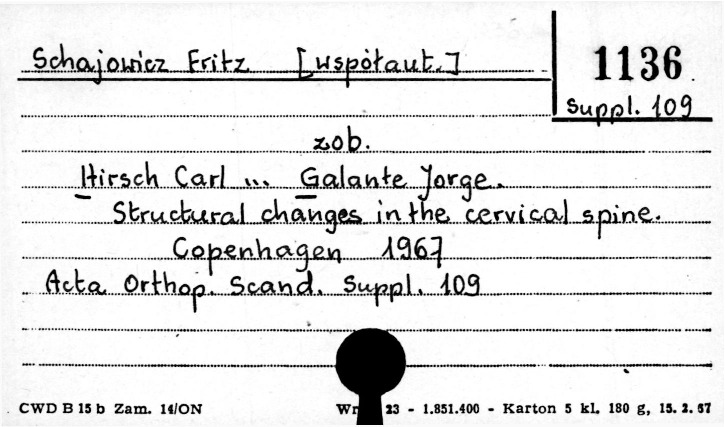 Schajowicz Fritz [współaut.]
1136
Suppl. 109
zob.
Hirsch Carl ... Galante Jorge.
Structural changes in the cervical spine.
Copenhagen 1967
Acta Orthop. Scand. Suppl. 109
CWD B 15 b Zam. 14/ON
23 - 1.851.400 - Karton 5 kl. 180 g, 15. 2. 67